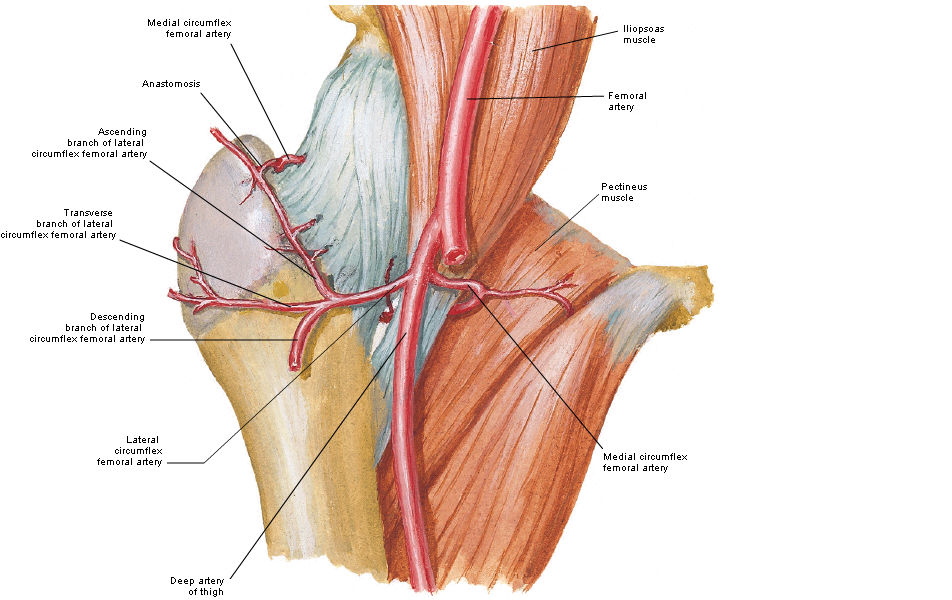 Medial circumflex
femoral artery
Anastomosis
Ascending
branch of lateral
circumflex femoral artery
Transverse
branch of lateral
circumflex femoral artery
Descending
branch of lateral
circumflex femoral artery
Lateral
circumflex
femoral artery
Deep artery
of thigh
Iliopsoas
muscle
Femoral
artery
Pectineus
muscle
Medial circumflex
femoral artery